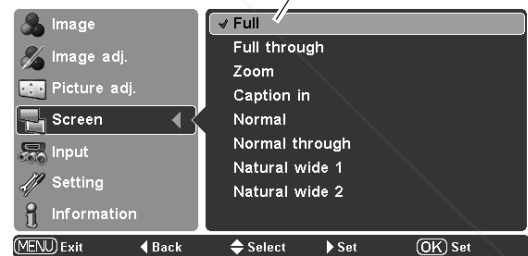 Image
Image adj.
Picture adj.
Screen
Input
Setting
Information
Full
Full through
Zoom
Caption in
Normal
Normal through
Natural wide 1
Natural wide 2
MENU Exit
Back
Select
Set
OK Set